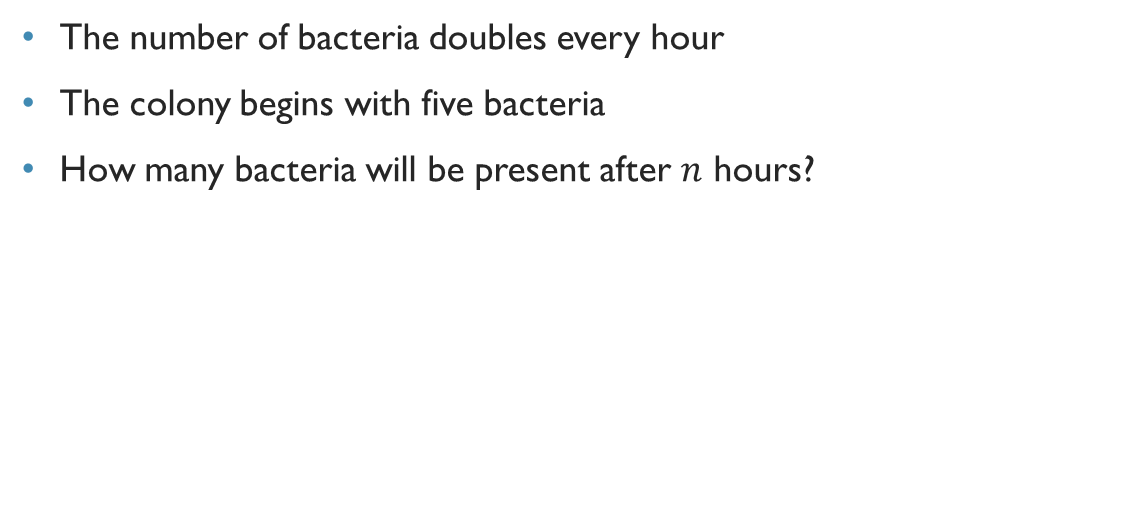 • The number of bacteria doubles every hour
• The colony begins with five bacteria
• How many bacteria will be present after n hours?